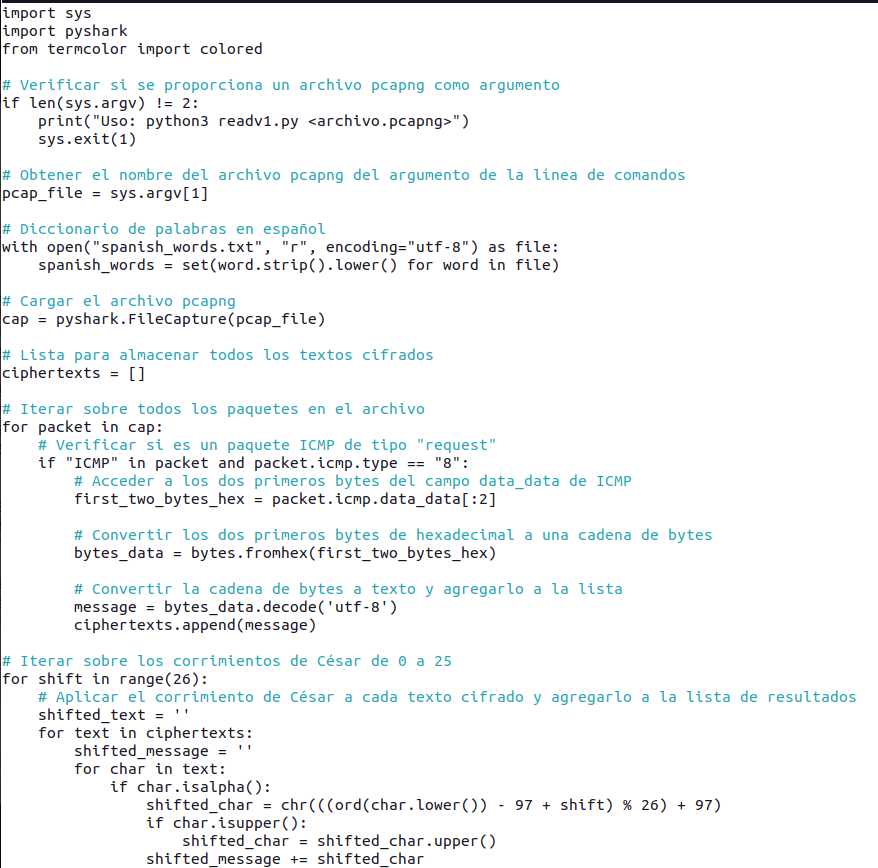 import sys
import pyshark
from termcolor import colored

# Verificar si se proporciona un archivo pcapng como argumento
if len(sys.argv) != 2:
    print("Uso: python3 readv1.py <archivo.pcapng>")
    sys.exit(1)

# Obtener el nombre del archivo pcapng del argumento de la línea de comandos
pcap_file = sys.argv[1]

# Diccionario de palabras en español
with open("spanish_words.txt", "r", encoding="utf-8") as file:
    spanish_words = set(word.strip().lower() for word in file)

# Cargar el archivo pcapng
cap = pyshark.FileCapture(pcap_file)

# Lista para almacenar todos los textos cifrados
ciphertexts = []

# Iterar sobre todos los paquetes en el archivo
for packet in cap:
    # Verificar si es un paquete ICMP de tipo "request"
    if "ICMP" in packet and packet.icmp.type == "8":
        # Acceder a los dos primeros bytes del campo data_data de ICMP
        first_two_bytes_hex = packet.icmp.data_data[:2]

        # Convertir los dos primeros bytes de hexadecimal a una cadena de bytes
        bytes_data = bytes.fromhex(first_two_bytes_hex)

        # Convertir la cadena de bytes a texto y agregarlo a la lista
        message = bytes_data.decode('utf-8')
        ciphertexts.append(message)

# Iterar sobre los corrimientos de César de 0 a 25
for shift in range(26):
    # Aplicar el corrimiento de César a cada texto cifrado y agregarlo a la lista de resultados
    shifted_text = ''
    for text in ciphertexts:
        shifted_message = ''
        for char in text:
            if char.isalpha():
                shifted_char = chr(((ord(char.lower()) - 97 + shift) % 26) + 97)
                if char.isupper():
                    shifted_char = shifted_char.upper()
                shifted_message += shifted_char